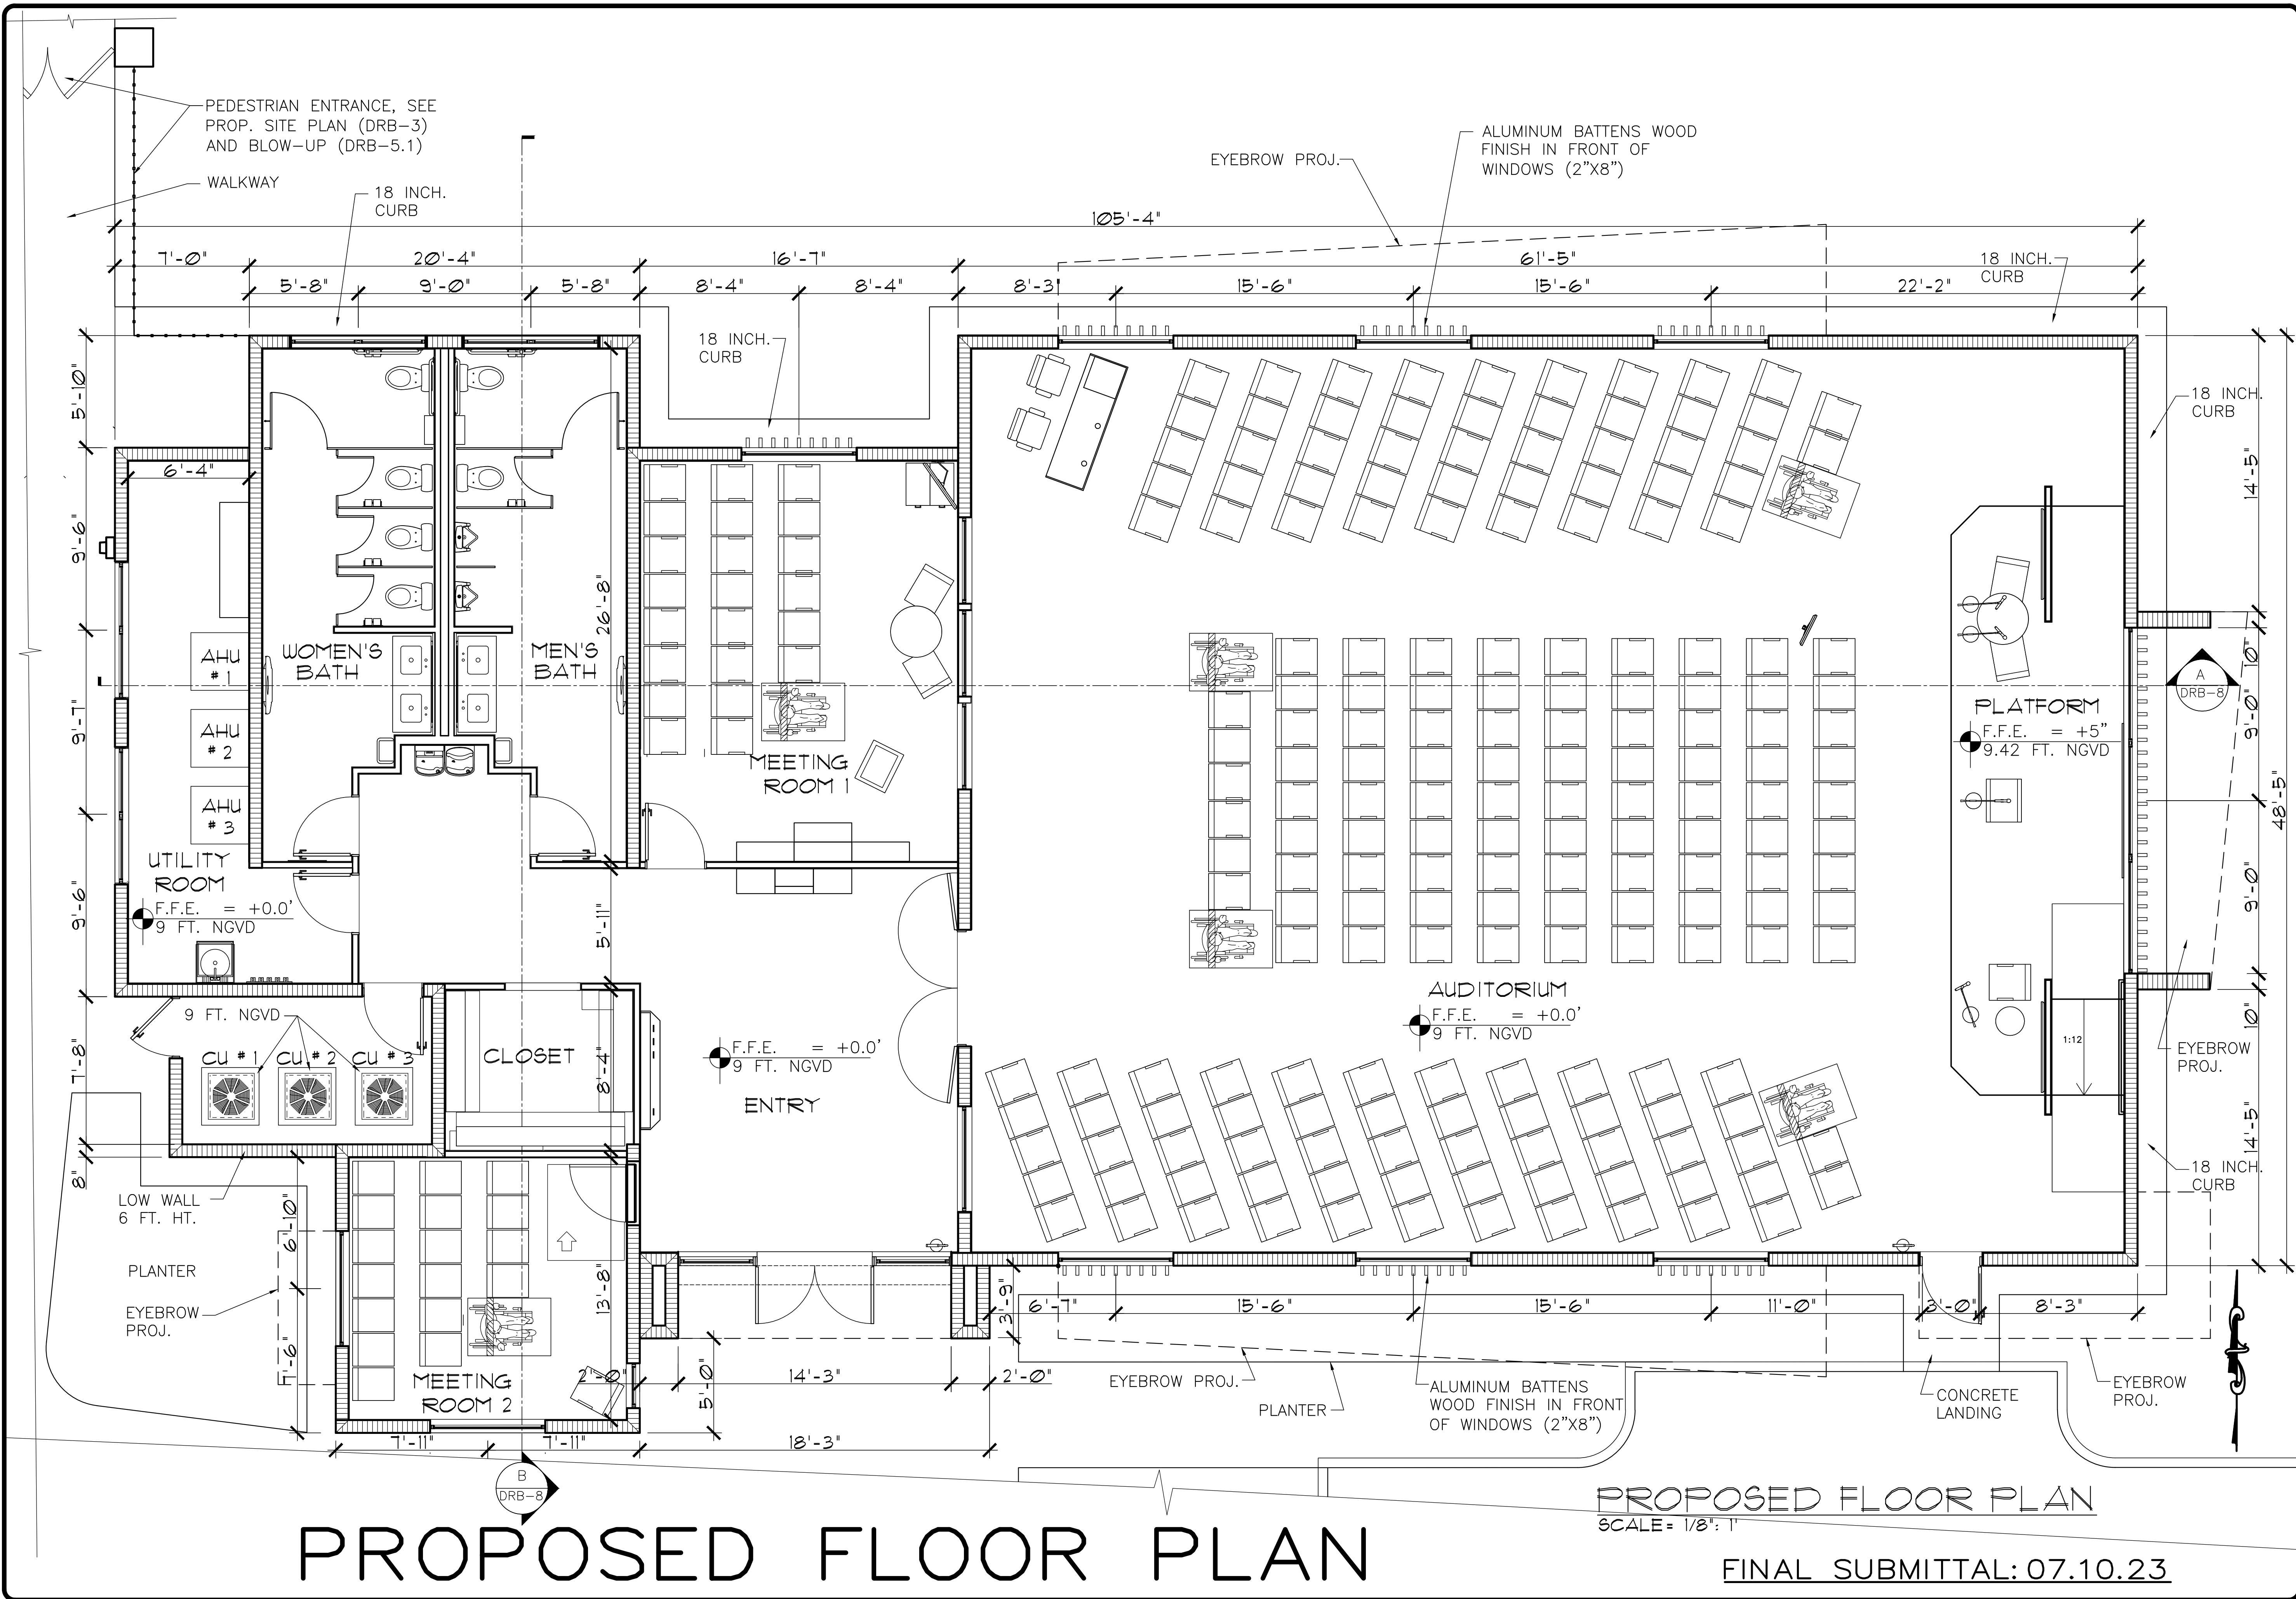 PEDESTRIAN ENTRANCE, SEE
PROP. SITE PLAN (DRB-3)
AND BLOW-UP (DRB-5.1)
WALKWAY
18 INCH.
CURB
EYEBROW PROJ.
ALUMINUM BATTENS WOOD
FINISH IN FRONT OF
WINDOWS (2"X8")
105'-4"
7'-0"
20'-4"
16'-7"
61'-5"
18 INCH.
CURB
5'-8"
9'-0"
5'-8"
8'-4"
8'-4"
8'-3"
15'-6"
15'-6"
22'-2"
18 INCH.
CURB
5'-10"
18 INCH.
CURB
14'-5"
6'-4"
9'-6"
26'-8"
AHU
#1
WOMEN'S
BATH
MEN'S
BATH
10"
A
DRB-8
9'-7"
AHU
#2
MEETING
ROOM 1
PLATFORM
F.F.E. = +5"
9.42 FT. NGVD
9'-0"
48'-5"
AHU
#3
UTILITY
ROOM
F.F.E. = +0.0'
9 FT. NGVD
9'-6"
5'-11"
9'-0"
AUDITORIUM
F.F.E. = +0.0'
9 FT. NGVD
10"
9 FT. NGVD
CU #1
CU #2
CU #3
7'-8"
CLOSET
8'-4"
F.F.E. = +0.0'
9 FT. NGVD
ENTRY
1:12
EYEBROW
PROJ.
14'-5"
8"
18 INCH.
CURB
LOW WALL
6 FT. HT.
6'-10"
PLANTER
EYEBROW
PROJ.
13'-8"
3'-9"
6'-7"
15'-6"
15'-6"
11'-0"
3'-0"
8'-3"
7'-6"
MEETING
ROOM 2
2'-0"
14'-3"
2'-0"
5'-0"
EYEBROW PROJ.
PLANTER
ALUMINUM BATTENS
WOOD FINISH IN FRONT
OF WINDOWS (2"X8")
CONCRETE
LANDING
EYEBROW
PROJ.
7'-11"
7'-11"
18'-3"
B
DRB-8
PROPOSED FLOOR PLAN
SCALE= 1/8": 1'
PROPOSED FLOOR PLAN
FINAL SUBMITTAL: 07.10.23